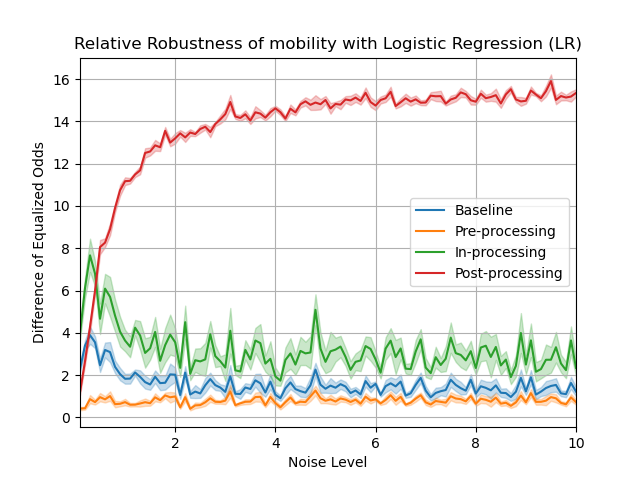 Relative Robustness of mobility with Logistic Regression (LR)
Difference of Equalized Odds
16
14
12
10
8
6
4
2
0
Baseline
Pre-processing
In-processing
Post-processing
2
4
6
8
10
Noise Level